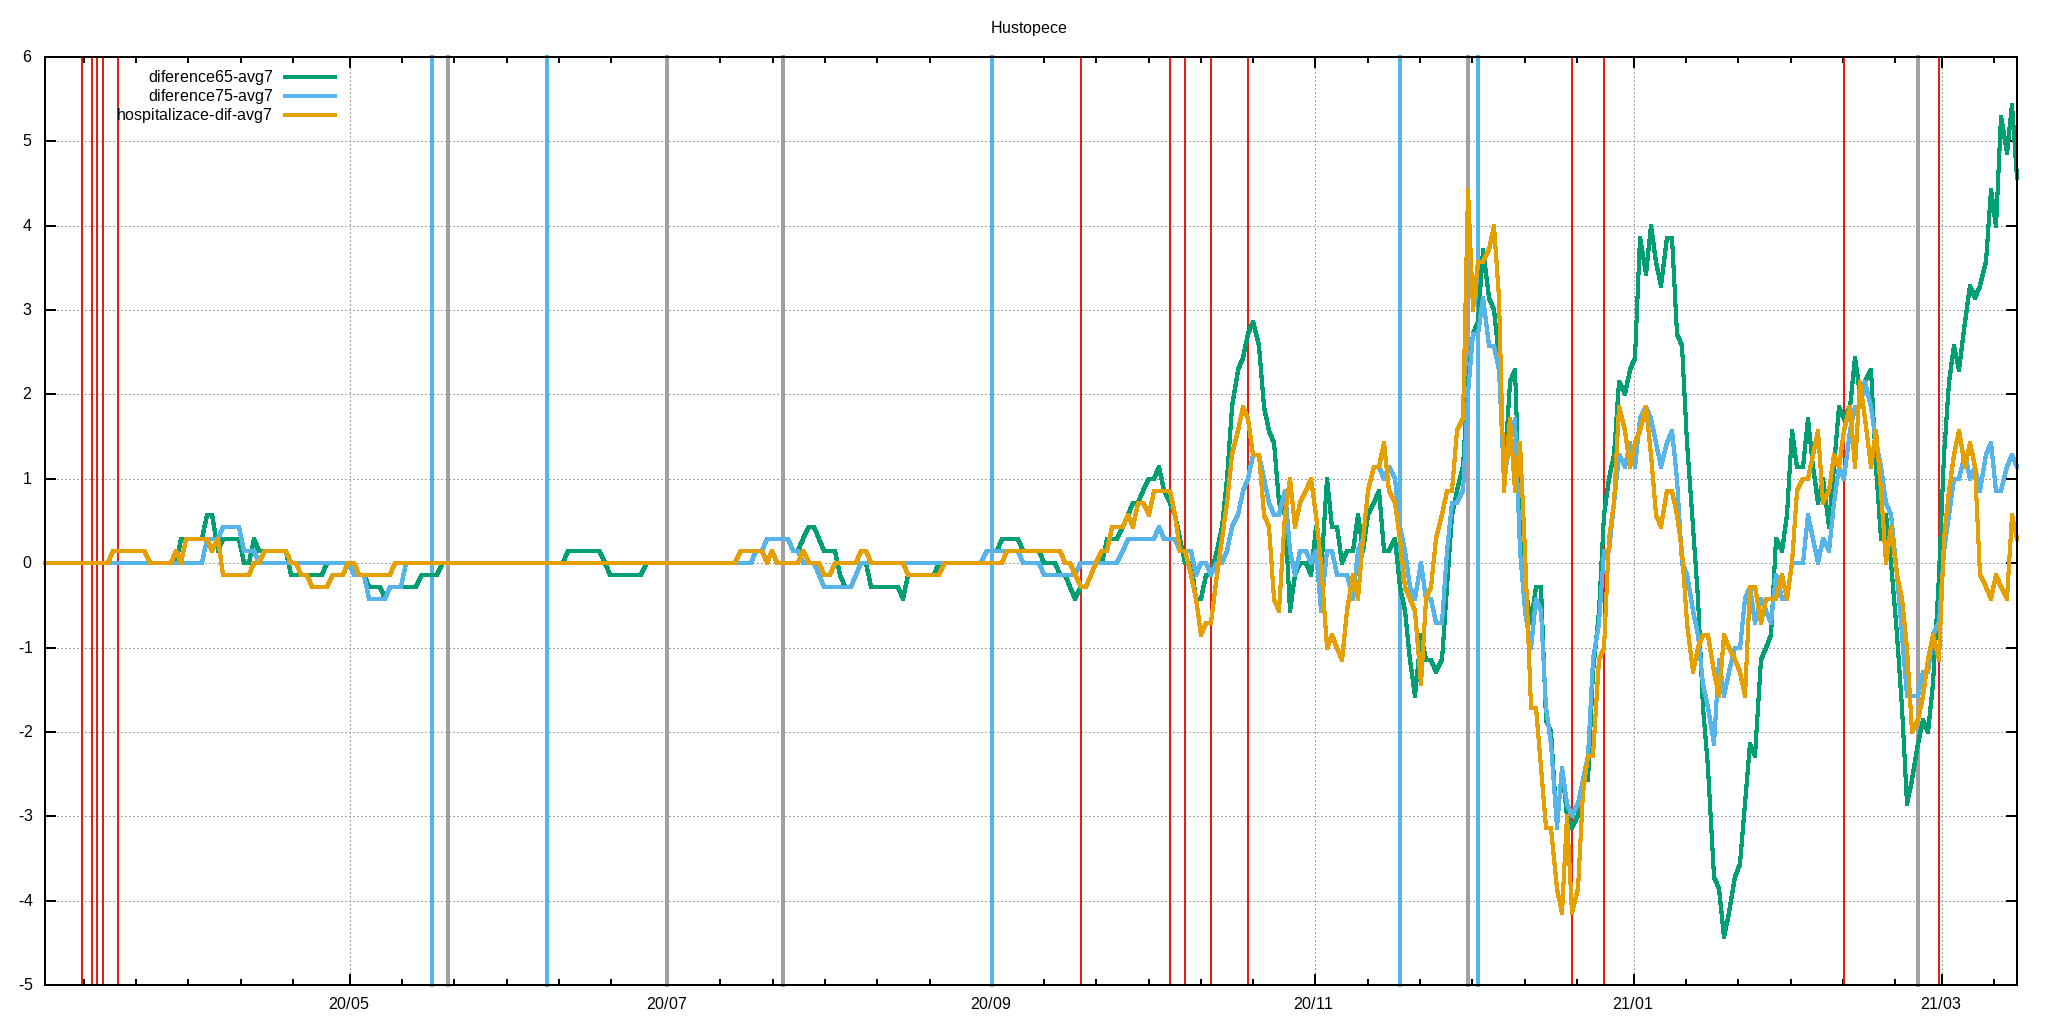 Hustopece
6
diference65-avg7
diference75-avg7
hospitalizace-dif-avg7
5
4
3
2
1
0
-1
-2
-3
-4
-5
20/05 20/07 20/09 20/11 21/01 21/03